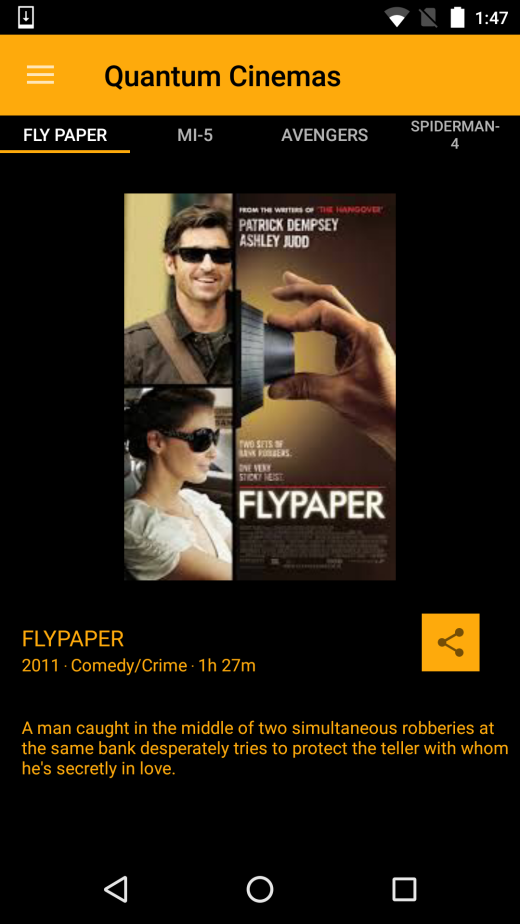 1:47
Quantum Cinemas
FLY PAPER
MI-5
AVENGERS
SPIDERMAN-
4
FROM THE WRITERS OF "THE HANGOVER"
PATRICK DEMPSEY
ASHLEY JUDD
TWO SETS OF
BANK ROBBERS.
ONE VERY
STICKY HEIST.
FLYPAPER
FLYPAPER
2011 · Comedy/Crime · 1h 27m
A man caught in the middle of two simultaneous robberies at
the same bank desperately tries to protect the teller with whom
he's secretly in love.